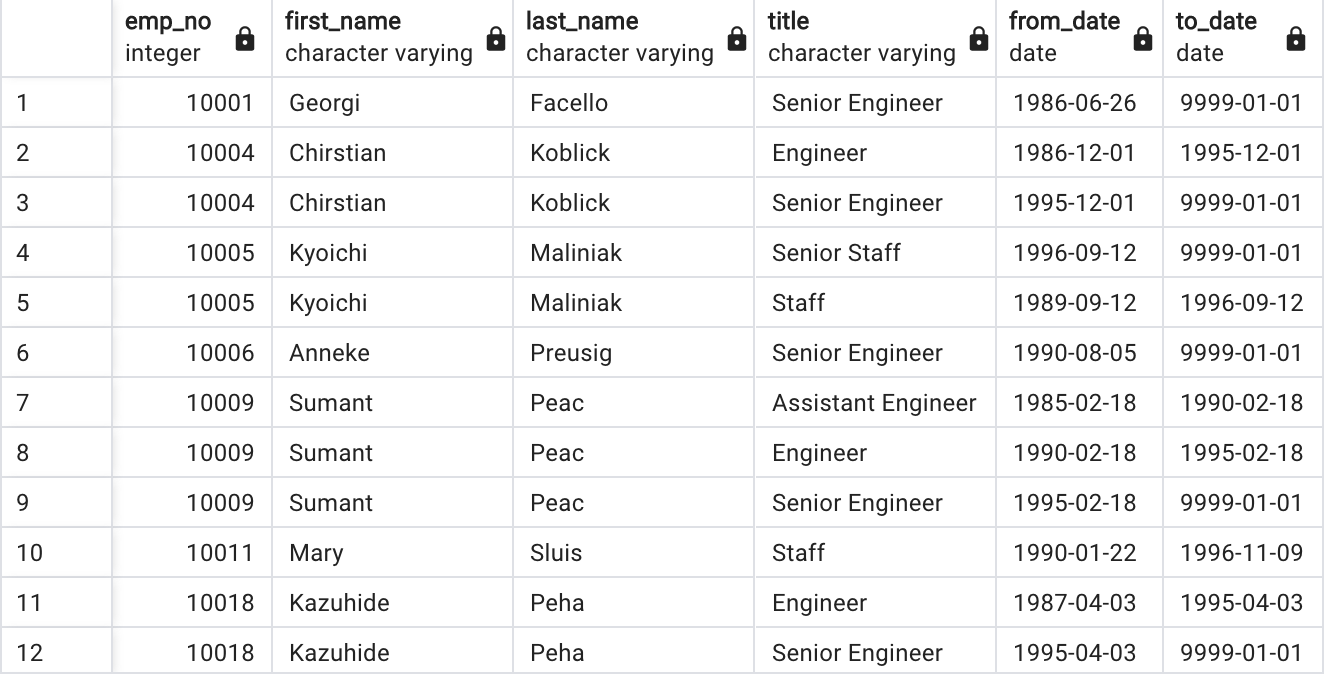 emp_no first_name last_name title from_date to_date
integer character varying character varying character varying date date
1 10001 Georgi Facello Senior Engineer 1986-06-26 9999-01-01
2 10004 Chirstian Koblick Engineer 1986-12-01 1995-12-01
3 10004 Chirstian Koblick Senior Engineer 1995-12-01 9999-01-01
4 10005 Kyoichi Maliniak Senior Staff 1996-09-12 9999-01-01
5 10005 Kyoichi Maliniak Staff 1989-09-12 1996-09-12
6 10006 Anneke Preusig Senior Engineer 1990-08-05 9999-01-01
7 10009 Sumant Peac Assistant Engineer 1985-02-18 1990-02-18
8 10009 Sumant Peac Engineer 1990-02-18 1995-02-18
9 10009 Sumant Peac Senior Engineer 1995-02-18 9999-01-01
10 10011 Mary Sluis Staff 1990-01-22 1996-11-09
11 10018 Kazuhide Peha Engineer 1987-04-03 1995-04-03
12 10018 Kazuhide Peha Senior Engineer 1995-04-03 9999-01-01